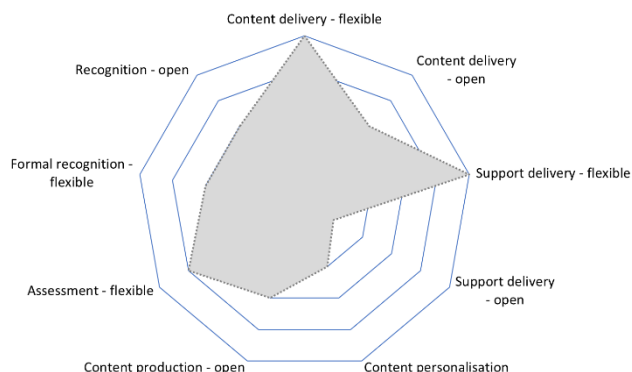 Content delivery - flexible
Content delivery
- open
Support delivery - flexible
Support delivery
- open
Content personalisation
Content production - open
Assessment - flexible
Formal recognition -
flexible
Recognition - open